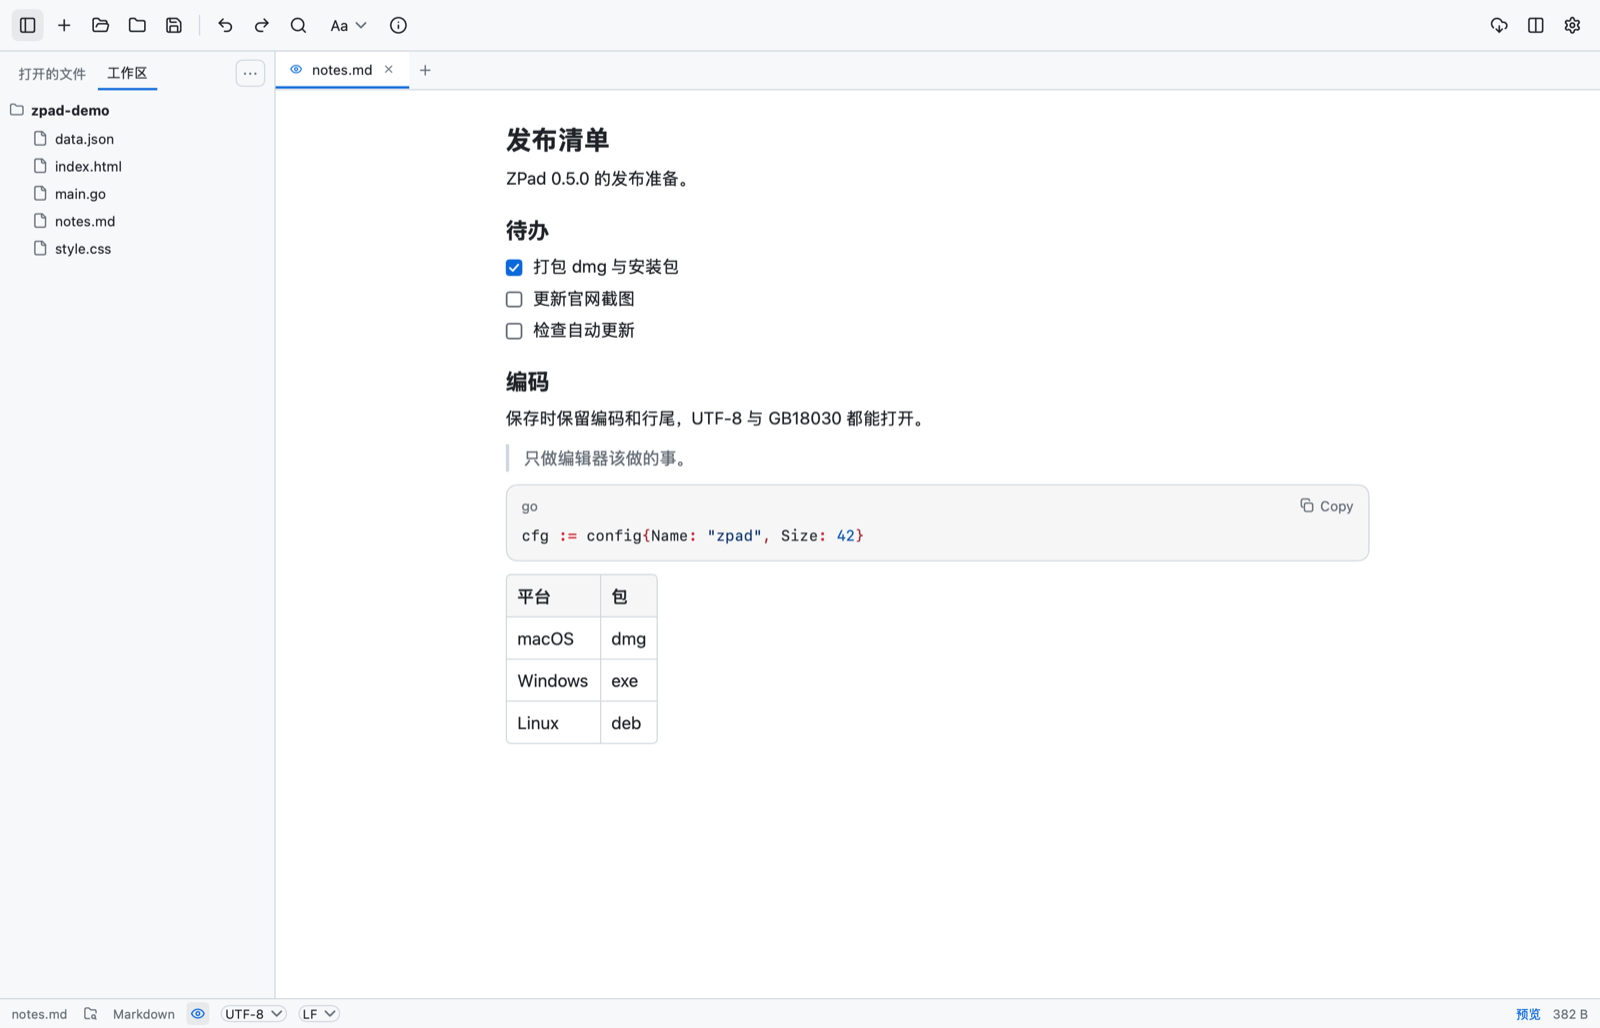 Aa
打开的文件 工作区
notes.md
zpad-demo
data.json
index.html
main.go
notes.md
style.css
发布清单
ZPad 0.5.0 的发布准备。
待办
打包 dmg 与安装包
更新官网截图
检查自动更新
编码
保存时保留编码和行尾，UTF-8 与 GB18030 都能打开。
只做编辑器该做的事。
go Copy
cfg := config{Name: "zpad", Size: 42}
平台 包
macOS dmg
Windows exe
Linux deb
notes.md Markdown UTF-8 LF 预览 382 B